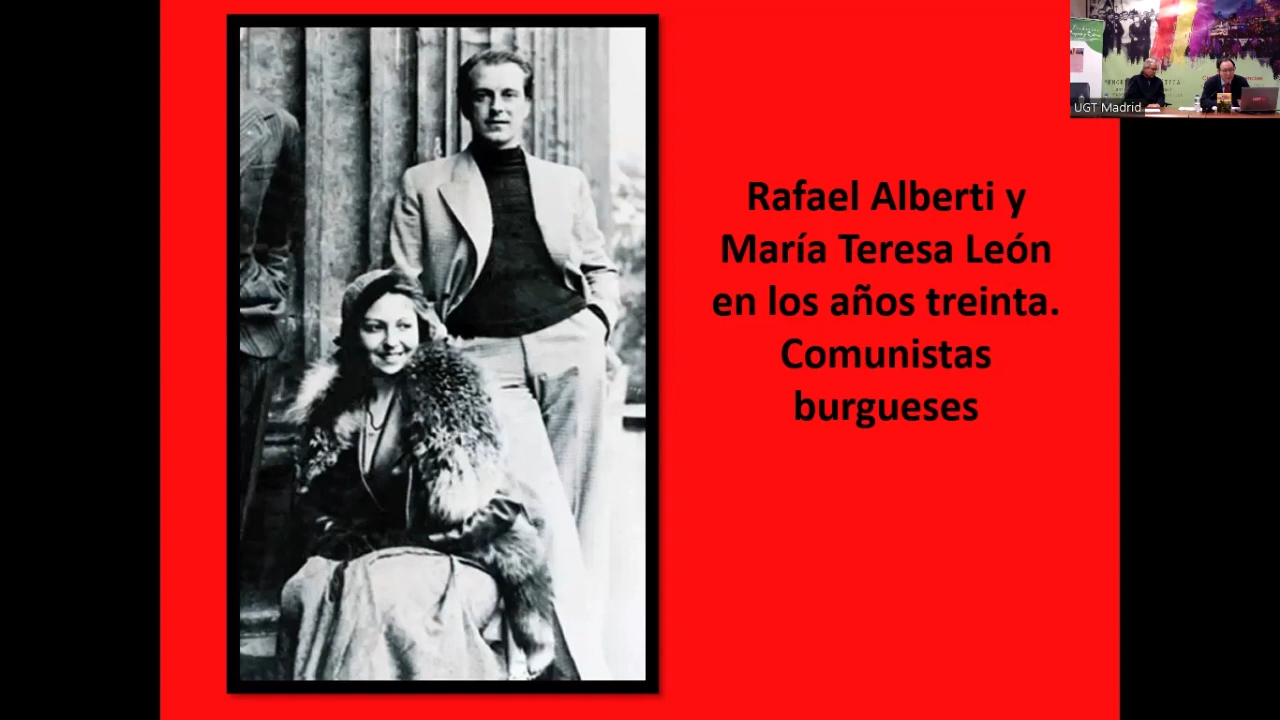 Rafael Alberti y
María Teresa León
en los años treinta.
Comunistas
burgueses
UGT Madrid